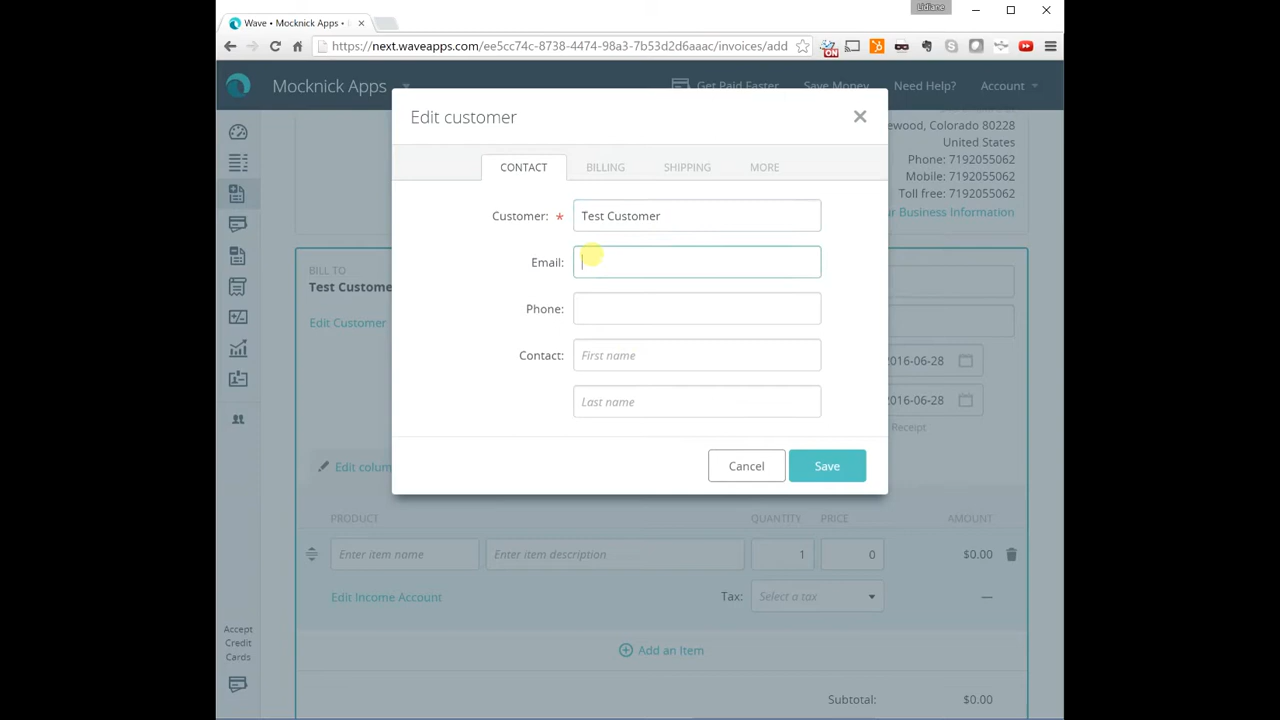 Lidiane
Wave • Mocknick Apps •
https://next.waveapps.com/ee5cc74c-8738-4474-98a3-7b53d2d6aaac/invoices/add
ON
Mocknick Apps
Get Paid Faster
Save Money
Need Help?
Account
Edit customer
CONTACT
BILLING
SHIPPING
MORE
Customer: *
Test Customer
Email:
Phone:
Contact:
First name
Last name
Cancel
Save
ewood, Colorado 80228
United States
Phone: 7192055062
Mobile: 7192055062
Toll free: 7192055062
ur Business Information
BILL TO
Test Custome
Edit Customer
2016-06-28
2016-06-28
Receipt
Edit colum
PRODUCT
QUANTITY
PRICE
AMOUNT
Enter item name
Enter item description
1
0
$0.00
Edit Income Account
Tax:
Select a tax
—
Add an Item
Subtotal:
$0.00
Accept
Credit
Cards